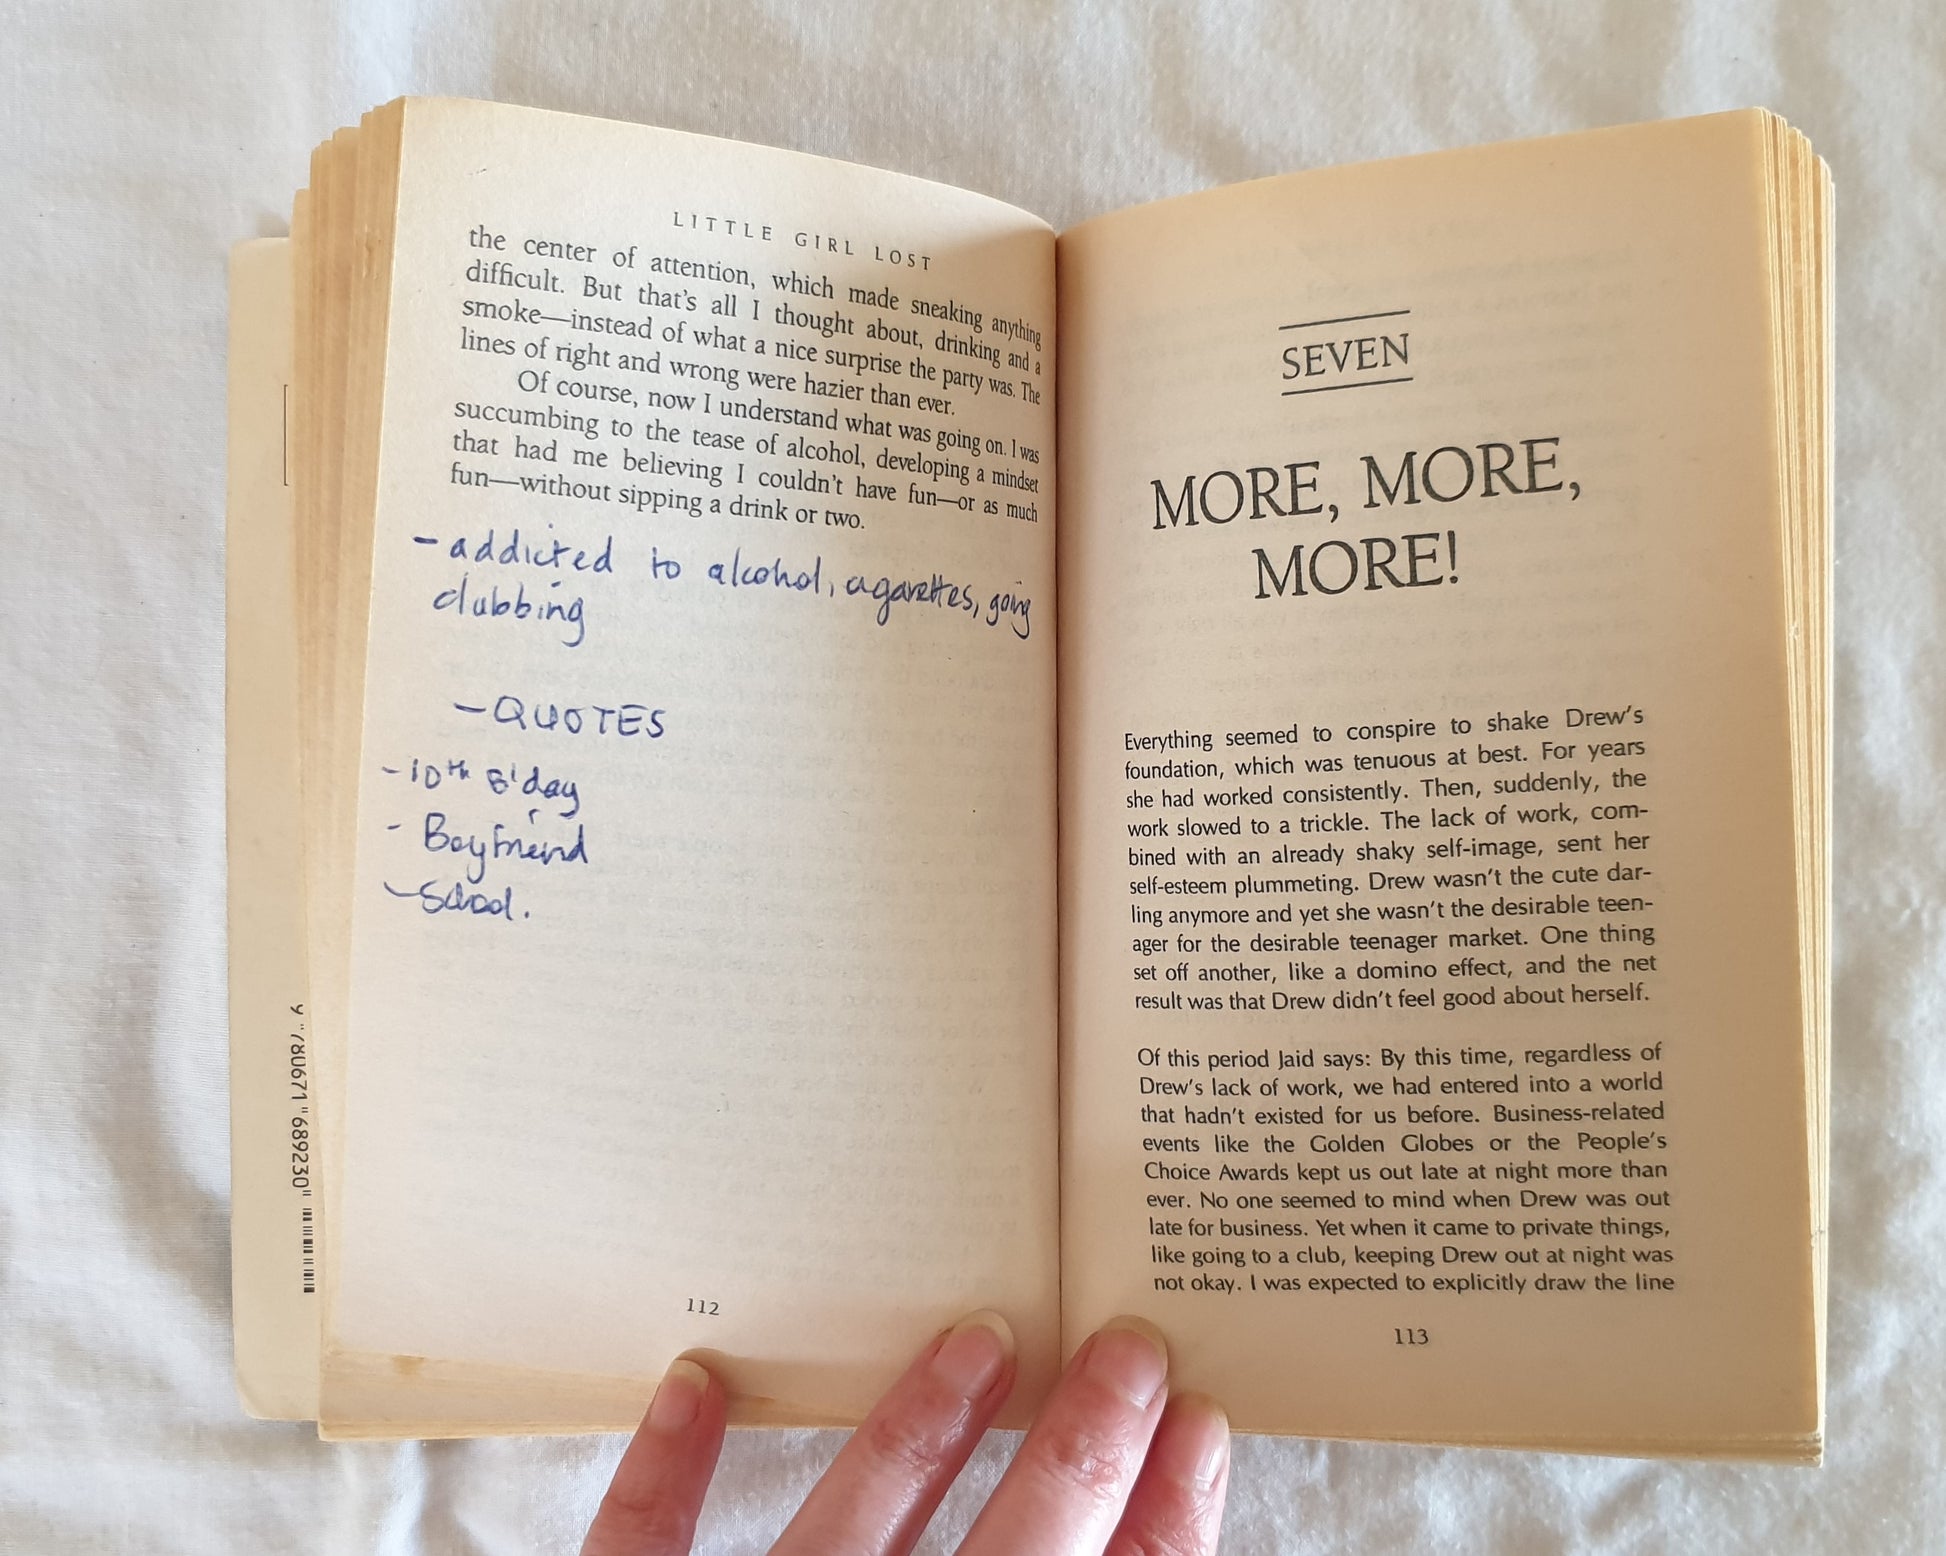 LITTLE GIRL LOST
the center of attention, which made sneaking anything
difficult. But that's all I thought about, drinking and a
smoke—instead of what a nice surprise the party was. The
lines of right and wrong were hazier than ever.
Of course, now I understand what was going on. I was
succumbing to the tease of alcohol, developing a mindset
that had me believing I couldn't have fun—or as much
fun—without sipping a drink or two.
- addicted to alcohol, cigarettes, going
clubbing
- QUOTES
- 10th B'day
- Boyfriend
- School.
112
9 "780671"689230"
SEVEN
MORE, MORE,
MORE!
Everything seemed to conspire to shake Drew's
foundation, which was tenuous at best. For years
she had worked consistently. Then, suddenly, the
work slowed to a trickle. The lack of work, com-
bined with an already shaky self-image, sent her
self-esteem plummeting. Drew wasn't the cute dar-
ling anymore and yet she wasn't the desirable teen-
ager for the desirable teenager market. One thing
set off another, like a domino effect, and the net
result was that Drew didn't feel good about herself.
Of this period Jaid says: By this time, regardless of
Drew's lack of work, we had entered into a world
that hadn't existed for us before. Business-related
events like the Golden Globes or the People's
Choice Awards kept us out late at night more than
ever. No one seemed to mind when Drew was out
late for business. Yet when it came to private things,
like going to a club, keeping Drew out at night was
not okay. I was expected to explicitly draw the line
113